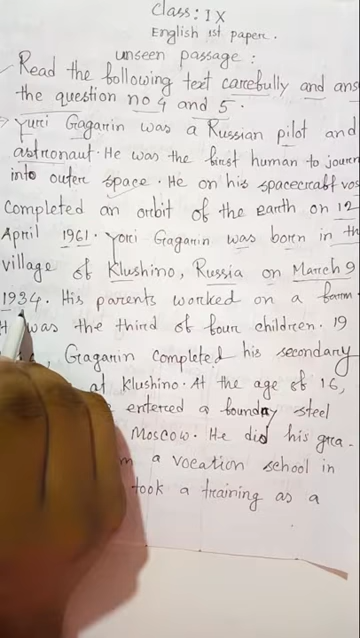 Class: IX
English 1st paper.
unseen passage:
Read the following text carefully and ans
the question no 4 and 5.
Yuri Gagarin was a Russian pilot and
astronaut. He was the first human to journ
into outer space. He on his spacecraft vos
completed an orbit of the earth on 12
April 1961. Yuri Gagarin was born in th
village of Klushino, Russia on March 9
1934. His parents worked on a farm.
was the third of four children. 19
Gagarin completed his secondary
at Klushino. At the age of 16,
entered a foundry steel
Moscow. He did his gra-
a vocation school in
took a training as a